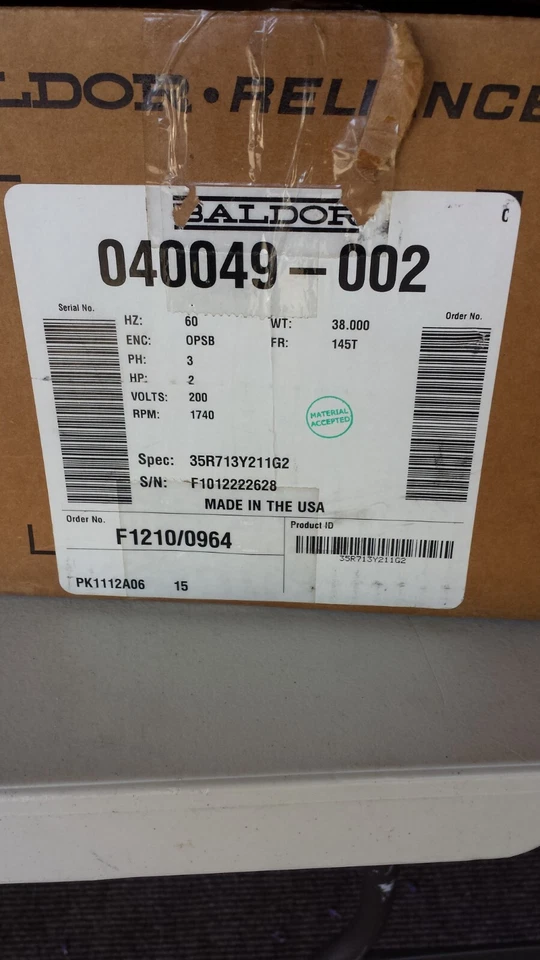 LDOR • RELIANCE
BALDOR
C
040049-002
Serial No.
Order No.
HZ: 60 WT: 38.000
ENC: OPSB FR: 145T
PH: 3
HP: 2
VOLTS: 200
RPM: 1740
MATERIAL
ACCEPTED
Spec: 35R713Y211G2
S/N: F1012222628
MADE IN THE USA
Order No.
F1210/0964
Product ID
35R713Y211G2
PK1112A06 15